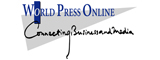 WORLD PRESS ONLINE
Connecting Business and Media